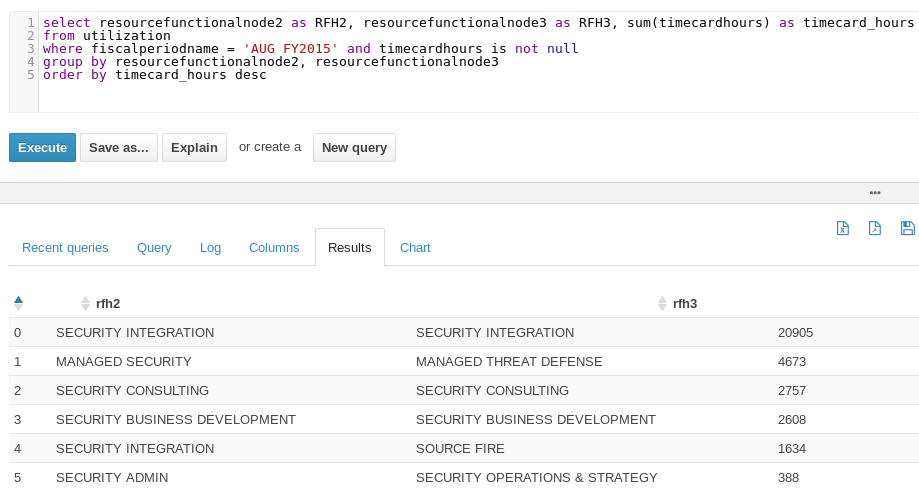 1 select resourcefunctionalnode2 as RFH2, resourcefunctionalnode3 as RFH3, sum(timecardhours) as timecard_hours
2 from utilization
3 where fiscalperiodname = 'AUG FY2015' and timecardhours is not null
4 group by resourcefunctionalnode2, resourcefunctionalnode3
5 order by timecard_hours desc
Execute Save as... Explain or create a New query
Recent queries Query Log Columns Results Chart
rfh2 rfh3
0 SECURITY INTEGRATION SECURITY INTEGRATION 20905
1 MANAGED SECURITY MANAGED THREAT DEFENSE 4673
2 SECURITY CONSULTING SECURITY CONSULTING 2757
3 SECURITY BUSINESS DEVELOPMENT SECURITY BUSINESS DEVELOPMENT 2608
4 SECURITY INTEGRATION SOURCE FIRE 1634
5 SECURITY ADMIN SECURITY OPERATIONS & STRATEGY 388